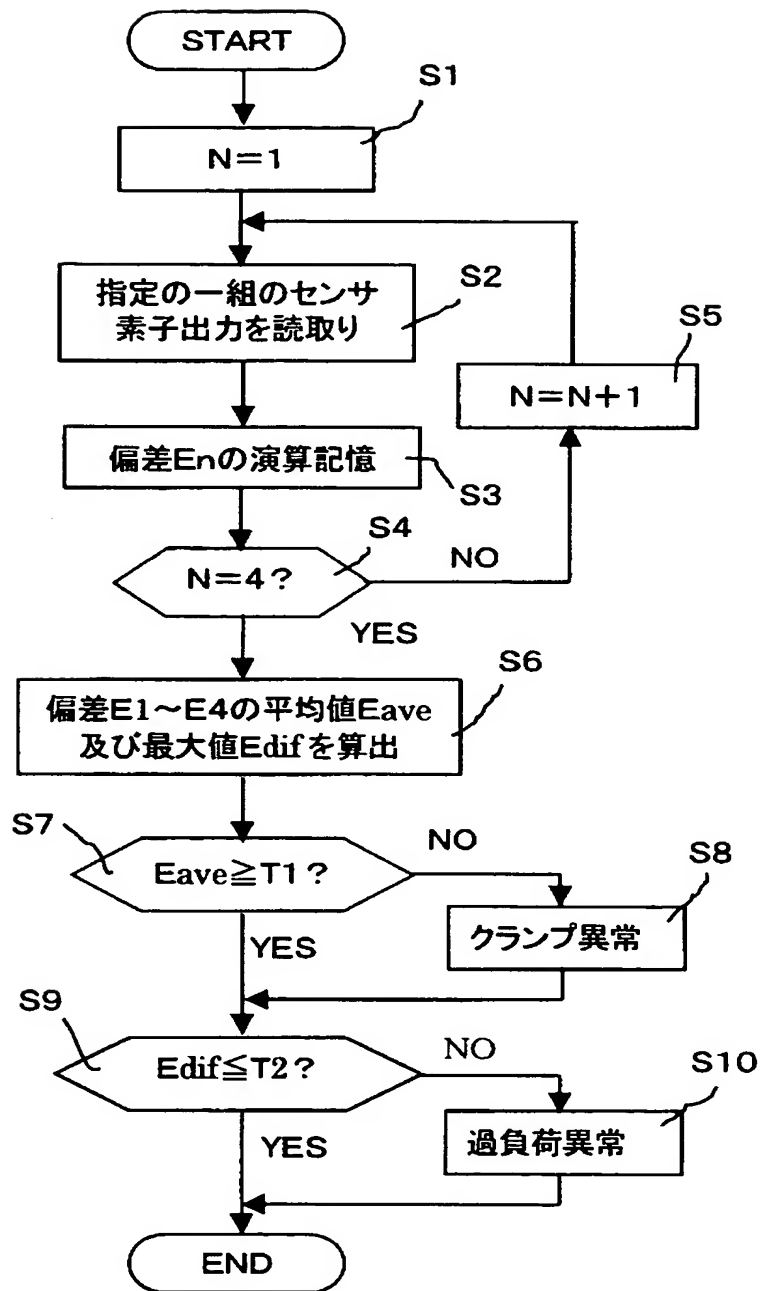 START
S1
N=1
指定の一組のセンサ
素子出力を読取り
S2
S5
N=N+1
偏差Enの演算記憶
S3
S4
N=4?
NO
YES
S6
偏差E1～E4の平均値Eave
及び最大値Edifを算出
S7
Eave≧T1?
NO
S8
クランプ異常
YES
S9
Edif≦T2?
NO
S10
過負荷異常
YES
END